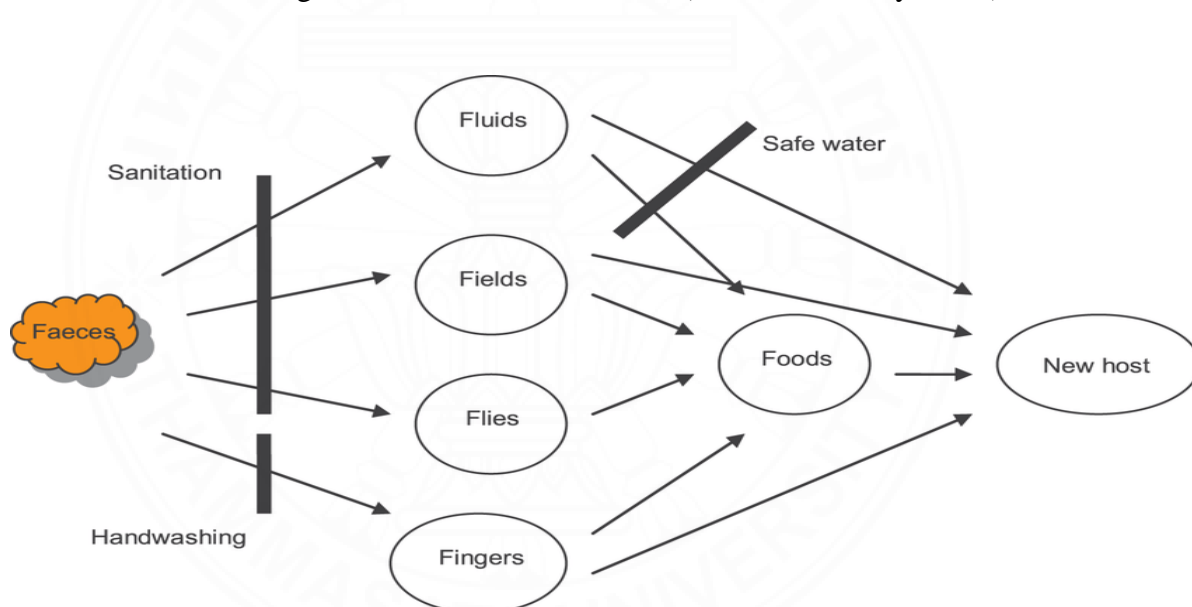 Fluids
Safe water
Sanitation
Fields
Faeces
Foods
New host
Flies
Handwashing
Fingers